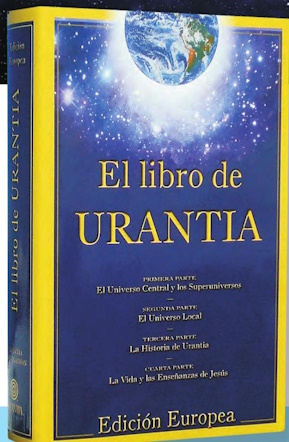 El libro de
URANTIA
PRIMERA PARTE
El Universo Central y los Superuniversos
SEGUNDA PARTE
El Universo Local
TERCERA PARTE
La Historia de Urantia
CUARTA PARTE
La Vida y las Enseñanzas de Jesús
Edición Europea
Edición
Europea
El libro de URANTIA